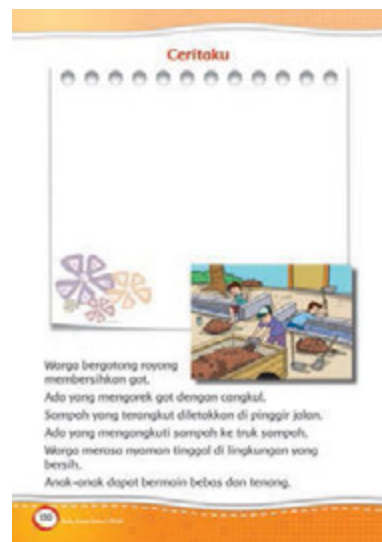 Ceritaku
Warga bergotong royong
membersihkan got.
Ada yang mengorek got dengan cangkul.
Sampah yang terangkut diletakkan di pinggir jalan.
Ada yang mengangkuti sampah ke truk sampah.
Warga merasa nyaman tinggal di lingkungan yang
bersih.
Anak-anak dapat bermain bebas dan tenang.